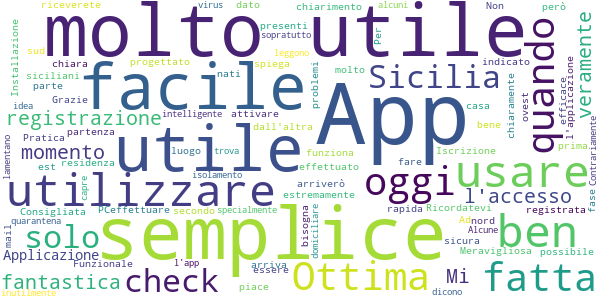 riceverete virus dato chiarimento alcuni Non però
molto utile
Installazione sud chiara progettato soprattutto presenti leggono spiega Per indicato
facile App Sicilia quando veramente
siciliani parte nati problemi molto casa ovest chiaramente efficace l'applicazione
idea Grazie intelligente attivare
registrazione utile
Pratica partenza dall'altra funziona Iscrizione bene prima
lamentano momento luogo trova effettuato fare
est residenza isolamento estremamente
utilizzare oggi usare
capre arriverò l'accesso
Consigliata PCeffettuare secondo specialmente rapida registrata
quarantena domiciliare bisogna Ricordatevi fase Contrariamente
mail solo semplice Ad nord ben
Alcune sicura
Applicazione Funzionale l'app arriva essere Mi Meravigliosa possibile
fantastica check Ottima fatta
inutilmente piace dicono